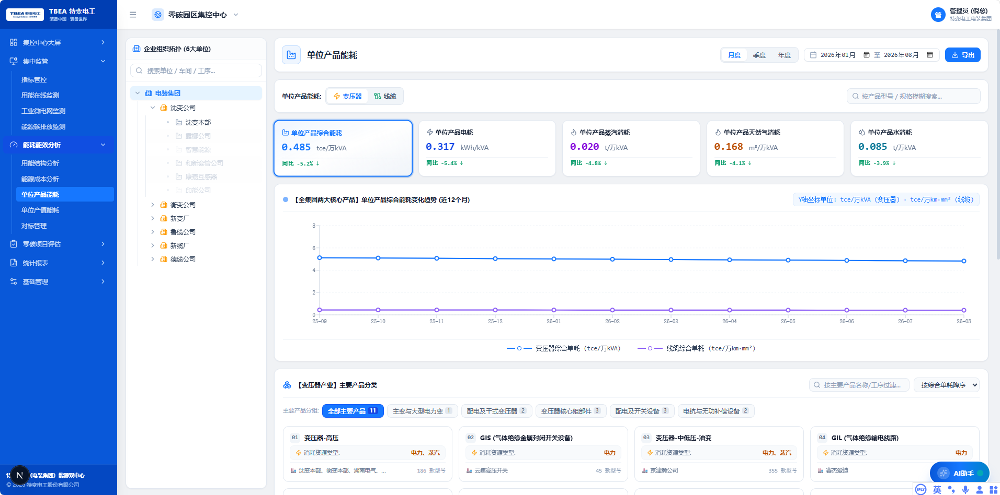 TBEA 特变电工
装备中国 · 装备世界
零碳园区集控中心
管
管理员 (倪总)
特变电工电装集团
集控中心大屏
集中监管
指标管控
用能在线监测
工业微电网监测
能源碳排放监测
能耗能效分析
用能结构分析
能源成本分析
单位产品能耗
单位产值能耗
对标管理
零碳项目评估
统计报表
基础管理
(电装集团) 能源双中心
© 2026 特变电工股份有限公司
N
企业组织拓扑 (6大单位)
搜索单位 / 车间 / 工序...
电装集团
沈变公司
沈变本部
露娜公司
智慧能源
和新套管公司
康嘉互感器
印能公司
衡变公司
新变厂
鲁缆公司
新缆厂
德缆公司
单位产品能耗
月度 季度 年度
2026年01月 至 2026年08月
导出
单位产品能耗: 变压器 线缆
按产品型号 / 规格模糊搜索...
单位产品综合能耗
0.485 tce/万kVA
同比 -5.2% ↓
单位产品电耗
0.317 kWh/kVA
同比 -5.4% ↓
单位产品蒸汽消耗
0.020 t/万kVA
同比 -4.8% ↓
单位产品天然气消耗
0.168 m³/万kVA
同比 -4.1% ↓
单位产品水消耗
0.085 t/万kVA
同比 -3.9% ↓
【全集团两大核心产品】单位产品综合能耗变化趋势 (近12个月)
Y轴坐标单位: tce/万kVA (变压器) · tce/万km·mm² (线缆)
8
6
4
2
0
25-09 25-10 25-11 25-12 26-01 26-02 26-03 26-04 26-05 26-06 26-07 26-08
变压器综合单耗 (tce/万kVA) 线缆综合单耗 (tce/万km·mm²)
【变压器产业】主要产品分类
按主要产品名称/工序过滤...
按综合单耗降序
主要产品分组: 全部主要产品 11 主变与大型电力变 1 配电及干式变压器 2 变压器核心组部件 3 配电及开关设备 3 电抗与无功补偿设备 2
01 变压器-高压
消耗资源类型: 电力、蒸汽
沈变本部、衡变本部、湖南电气、... 186 款型号
02 GIS (气体绝缘金属封闭开关设备)
消耗资源类型: 电力
云集高压开关 45 款型号
03 变压器-中低压-油变
消耗资源类型: 电力、蒸汽
京津冀公司 355 款型号
04 GIL (气体绝缘输电线路)
消耗资源类型: 电力
赛杰爱迪
AI助手
iFLY 英